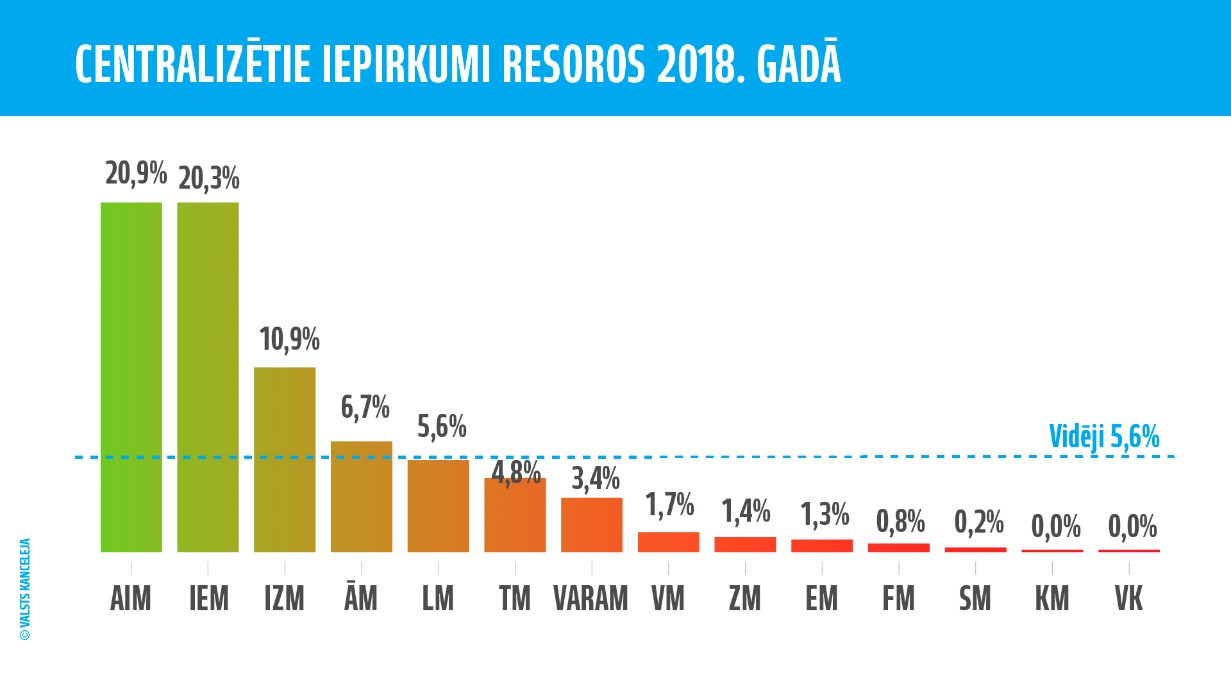 CENTRALIZĒTIE IEPIRKUMI RESOROS 2018. GADĀ
20,9% 20,3%
10,9%
6,7%
5,6%
Vidēji 5,6%
4,8% 3,4%
1,7% 1,4% 1,3% 0,8% 0,2% 0,0% 0,0%
AIM IEM IZM ĀM LM TM VARAM VM ZM EM FM SM KM VK
© VALSTS KANCELEJA